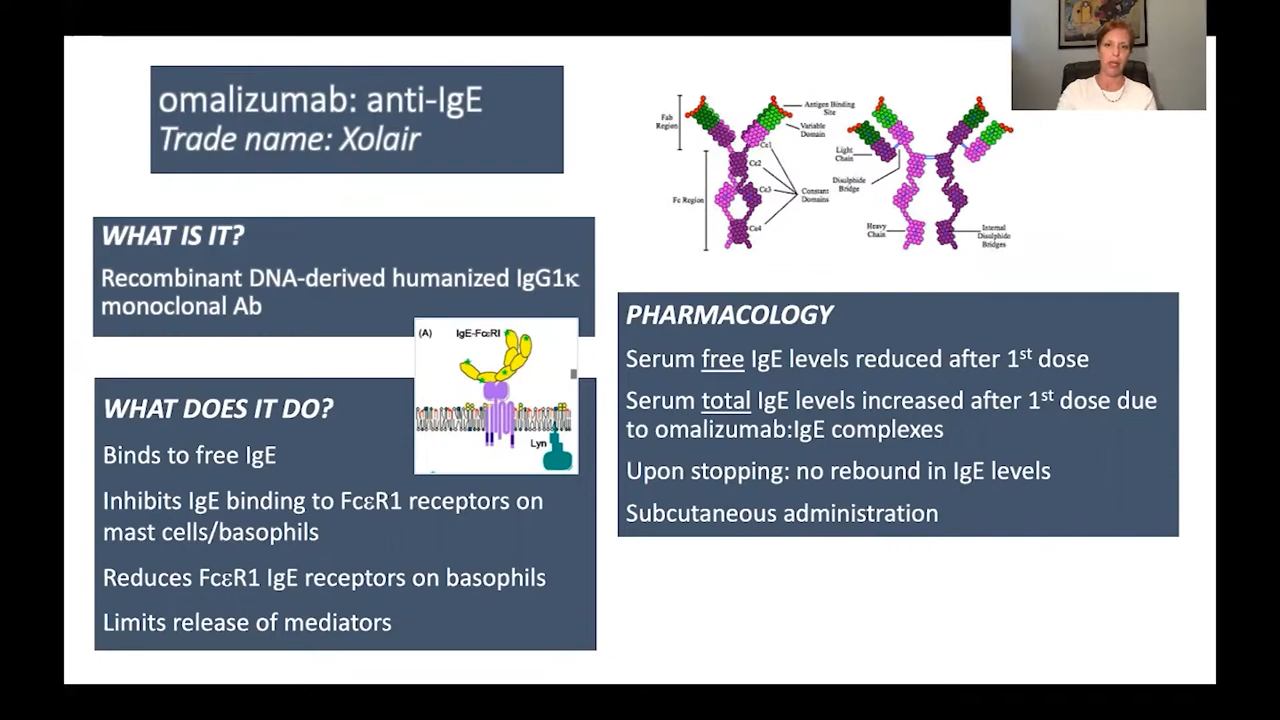 omalizumab: anti-IgE
Trade name: Xolair
WHAT IS IT?
Recombinant DNA-derived humanized IgG1κ
monoclonal Ab
(A)
IgE-FcεRI
Lyn
WHAT DOES IT DO?
Binds to free IgE
Inhibits IgE binding to FcεR1 receptors on
mast cells/basophils
Reduces FcεR1 IgE receptors on basophils
Limits release of mediators
Fab
Region
Fc Region
Antigen Binding
Site
Variable
Domain
Cε1
Cε2
Cε3
Cε4
Constant
Domains
Light
Chain
Disulphide
Bridge
Heavy
Chain
Internal
Disulphide
Bridges
PHARMACOLOGY
Serum free IgE levels reduced after 1st dose
Serum total IgE levels increased after 1st dose due
to omalizumab:IgE complexes
Upon stopping: no rebound in IgE levels
Subcutaneous administration